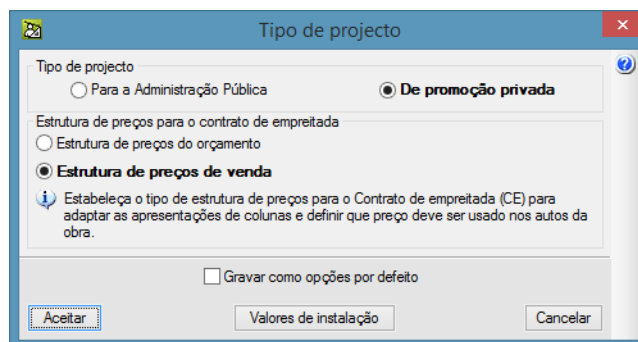 Tipo de projecto
Tipo de projecto
Para a Administração Pública
De promoção privada
Estrutura de preços para o contrato de empreitada
Estrutura de preços do orçamento
Estrutura de preços de venda
Estabeleça o tipo de estrutura de preços para o Contrato de empreitada (CE) para
adaptar as apresentações de colunas e definir que preço deve ser usado nos autos da
obra.
Gravar como opções por defeito
Aceitar
Valores de instalação
Cancelar